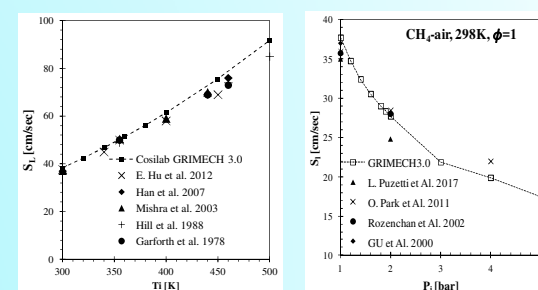 100
80
60
40
20
0
S_L [cm/sec]
Cosilab GRIMECH 3.0
E. Hu et al. 2012
Han et al. 2007
Mishra et al. 2003
Hill et al. 1988
Garforth et al. 1978
300 350 400 450 500
Ti [K]
CH₄-air, 298K, ϕ=1
40
35
30
25
20
15
10
S_l [cm/sec]
GRIMECH3.0
L. Puzetti et Al. 2017
O. Park et Al. 2011
Rozenchan et Al. 2002
GU et Al. 2000
1 2 3 4
P_i [bar]